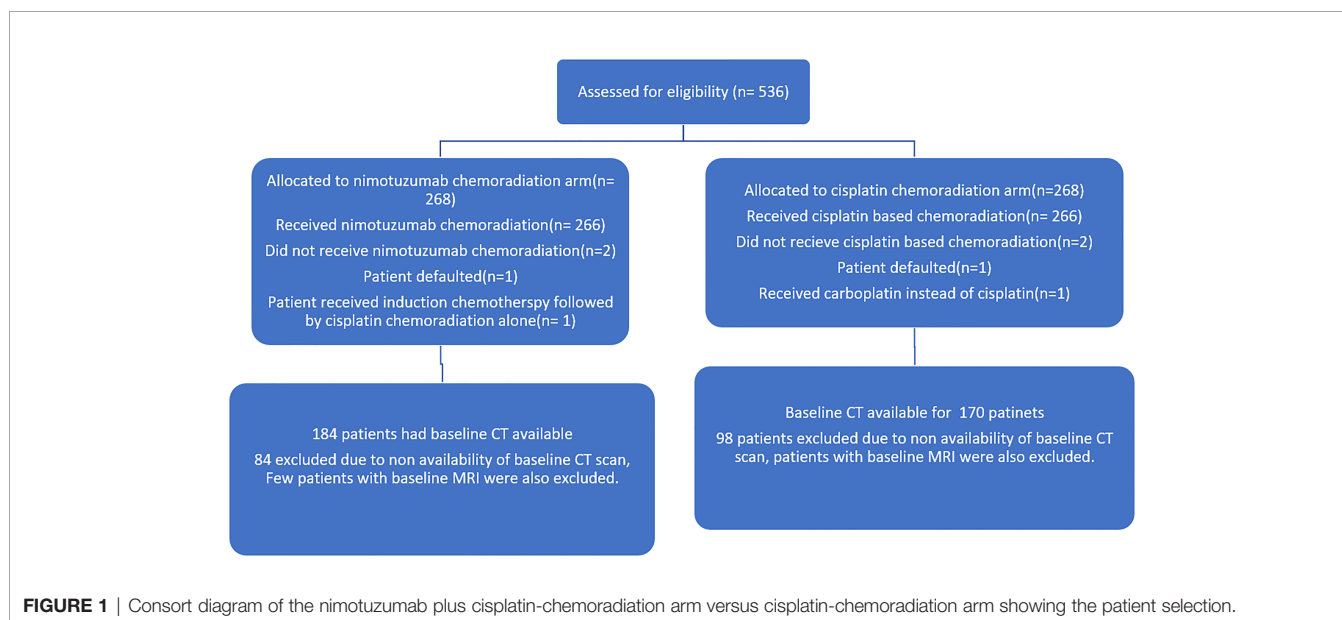 Assessed for eligibility (n= 536)
Allocated to nimotuzumab chemoradiation arm(n=
268)
Received nimotuzumab chemoradiation(n= 266)
Did not receive nimotuzumab chemoradiation(n=2)
Patient defaulted(n=1)
Patient received induction chemotherspy followed
by cisplatin chemoradiation alone(n= 1)
Allocated to cisplatin chemoradiation arm(n=268)
Received cisplatin based chemoradiation(n= 266)
Did not recieve cisplatin based chemoradiation(n=2)
Patient defaulted(n=1)
Received carboplatin instead of cisplatin(n=1)
184 patients had baseline CT available
84 excluded due to non availability of baseline CT scan,
Few patients with baseline MRI were also excluded.
Baseline CT available for 170 patinets
98 patients excluded due to non availability of baseline CT
scan, patients with baseline MRI were also excluded.
FIGURE 1 | Consort diagram of the nimotuzumab plus cisplatin-chemoradiation arm versus cisplatin-chemoradiation arm showing the patient selection.